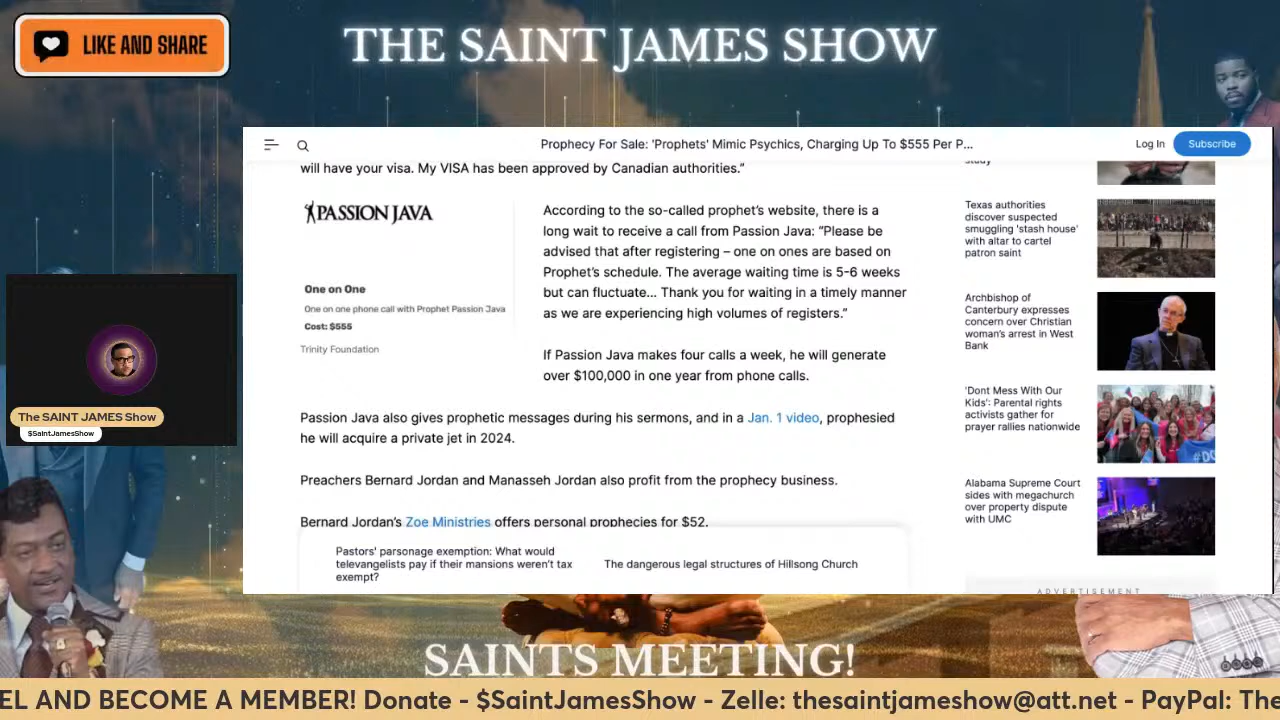 LIKE AND SHARE
THE SAINT JAMES SHOW
Prophecy For Sale: 'Prophets' Mimic Psychics, Charging Up To $555 Per P...
Log In
Subscribe
will have your visa. My VISA has been approved by Canadian authorities.”
PASSION JAVA
One on One
One on one phone call with Prophet Passion Java
Cost: $555
Trinity Foundation
According to the so-called prophet’s website, there is a
long wait to receive a call from Passion Java: “Please be
advised that after registering – one on ones are based on
Prophet’s schedule. The average waiting time is 5-6 weeks
but can fluctuate... Thank you for waiting in a timely manner
as we are experiencing high volumes of registers.”
If Passion Java makes four calls a week, he will generate
over $100,000 in one year from phone calls.
Passion Java also gives prophetic messages during his sermons, and in a Jan. 1 video, prophesied
he will acquire a private jet in 2024.
Preachers Bernard Jordan and Manasseh Jordan also profit from the prophecy business.
Bernard Jordan’s Zoe Ministries offers personal prophecies for $52.
Pastors' parsonage exemption: What would
televangelists pay if their mansions weren’t tax
exempt?
The dangerous legal structures of Hillsong Church
study
Texas authorities
discover suspected
smuggling 'stash house'
with altar to cartel
patron saint
Archbishop of
Canterbury expresses
concern over Christian
woman's arrest in West
Bank
'Dont Mess With Our
Kids': Parental rights
activists gather for
prayer rallies nationwide
Alabama Supreme Court
sides with megachurch
over property dispute
with UMC
ADVERTISEMENT
The SAINT JAMES Show
$SaintJamesShow
SAINTS MEETING!
EL AND BECOME A MEMBER! Donate - $SaintJamesShow - Zelle: thesaintjameshow@att.net - PayPal: The